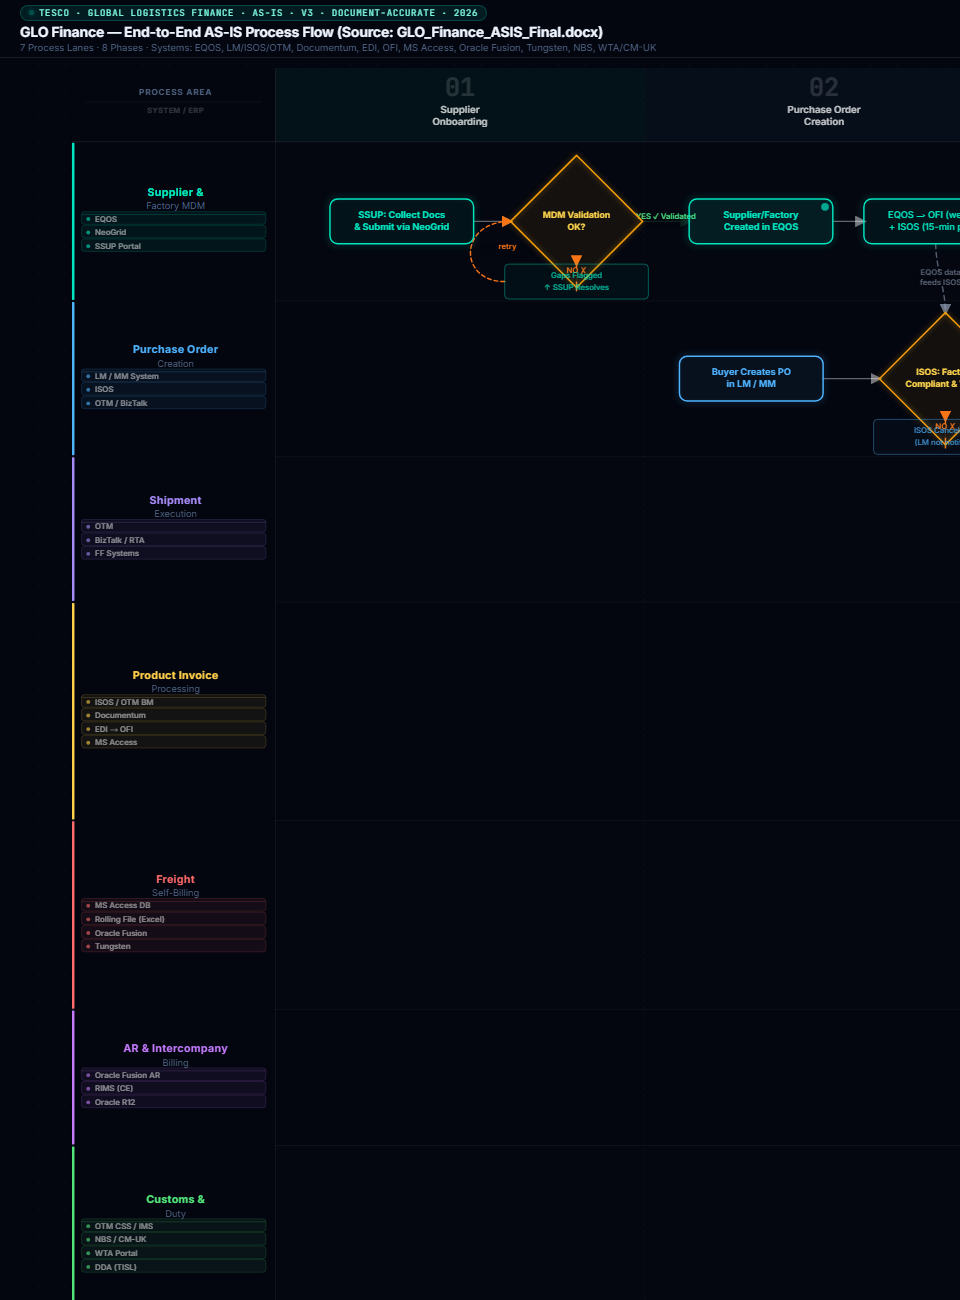 TESCO · GLOBAL LOGISTICS FINANCE · AS-IS · V3 · DOCUMENT-ACCURATE · 2026
GLO Finance — End-to-End AS-IS Process Flow (Source: GLO_Finance_ASIS_Final.docx)
7 Process Lanes · 8 Phases · Systems: EQOS, LM/ISOS/OTM, Documentum, EDI, OFI, MS Access, Oracle Fusion, Tungsten, NBS, WTA/CM-UK
PROCESS AREA
SYSTEM / ERP
01
Supplier
Onboarding
02
Purchase Order
Creation
Supplier &
Factory MDM
EQOS
NeoGrid
SSUP Portal
SSUP: Collect Docs
& Submit via NeoGrid
MDM Validation
OK?
YES ✓ Validated
Supplier/Factory
Created in EQOS
EQOS → OFI (we
+ ISOS (15-min p
retry
NO X
Gaps Flagged
↑ SSUP Resolves
EQOS data
feeds ISOS
Purchase Order
Creation
LM / MM System
ISOS
OTM / BizTalk
Buyer Creates PO
in LM / MM
ISOS: Fact
Compliant &
NO X
ISOS Cancel
(LM not noti
Shipment
Execution
OTM
BizTalk / RTA
FF Systems
Product Invoice
Processing
ISOS / OTM BM
Documentum
EDI → OFI
MS Access
Freight
Self-Billing
MS Access DB
Rolling File (Excel)
Oracle Fusion
Tungsten
AR & Intercompany
Billing
Oracle Fusion AR
RIMS (CE)
Oracle R12
Customs &
Duty
OTM CSS / IMS
NBS / CM-UK
WTA Portal
DDA (TISL)